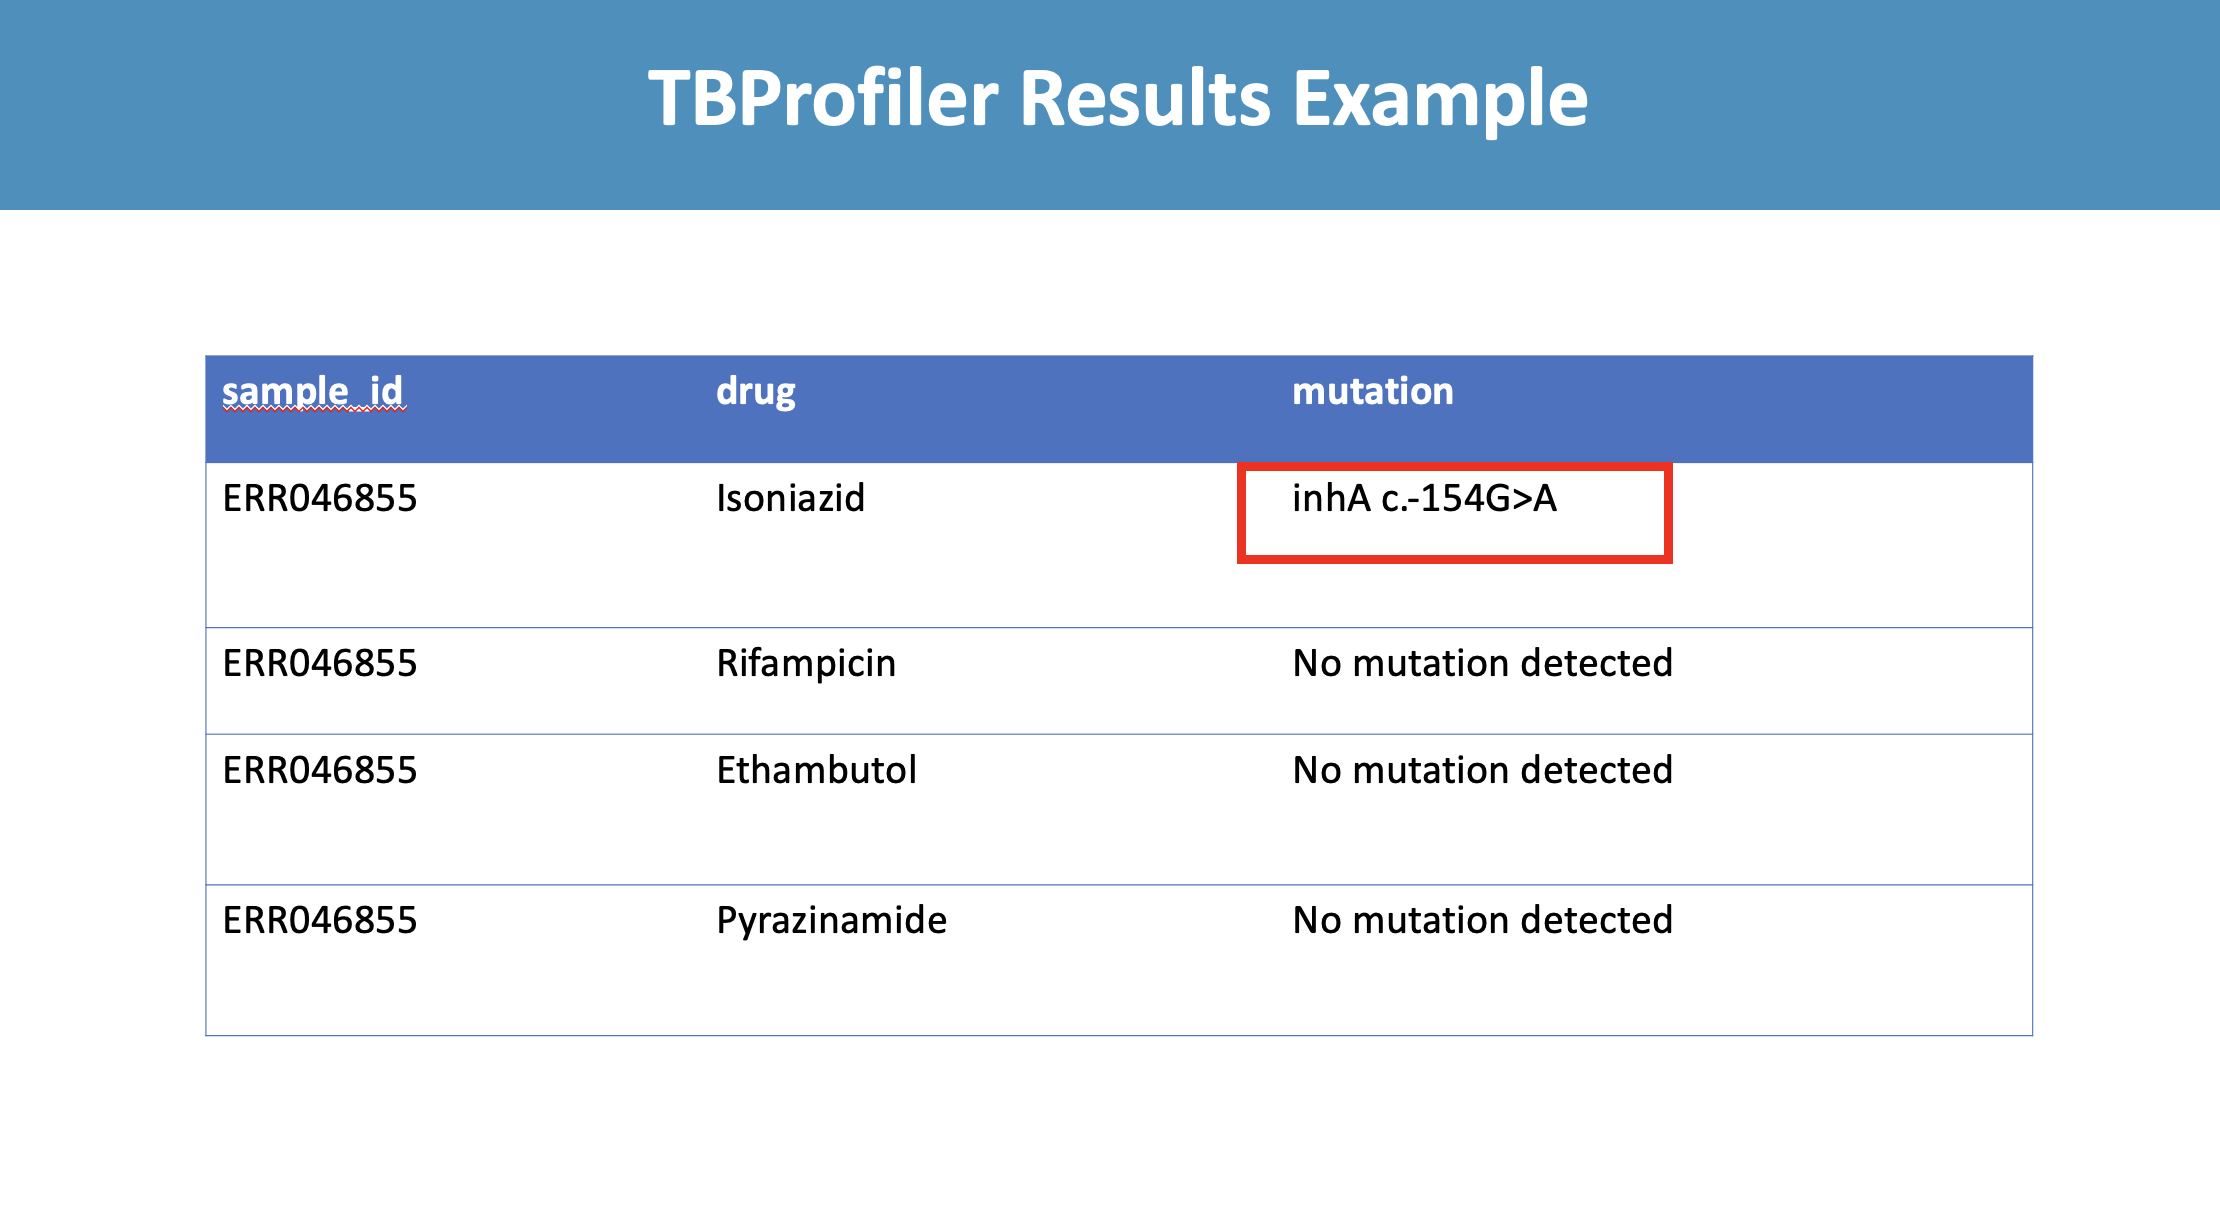 TBProfiler Results Example
sample_id drug mutation
ERR046855 Isoniazid inhA c.-154G>A
ERR046855 Rifampicin No mutation detected
ERR046855 Ethambutol No mutation detected
ERR046855 Pyrazinamide No mutation detected